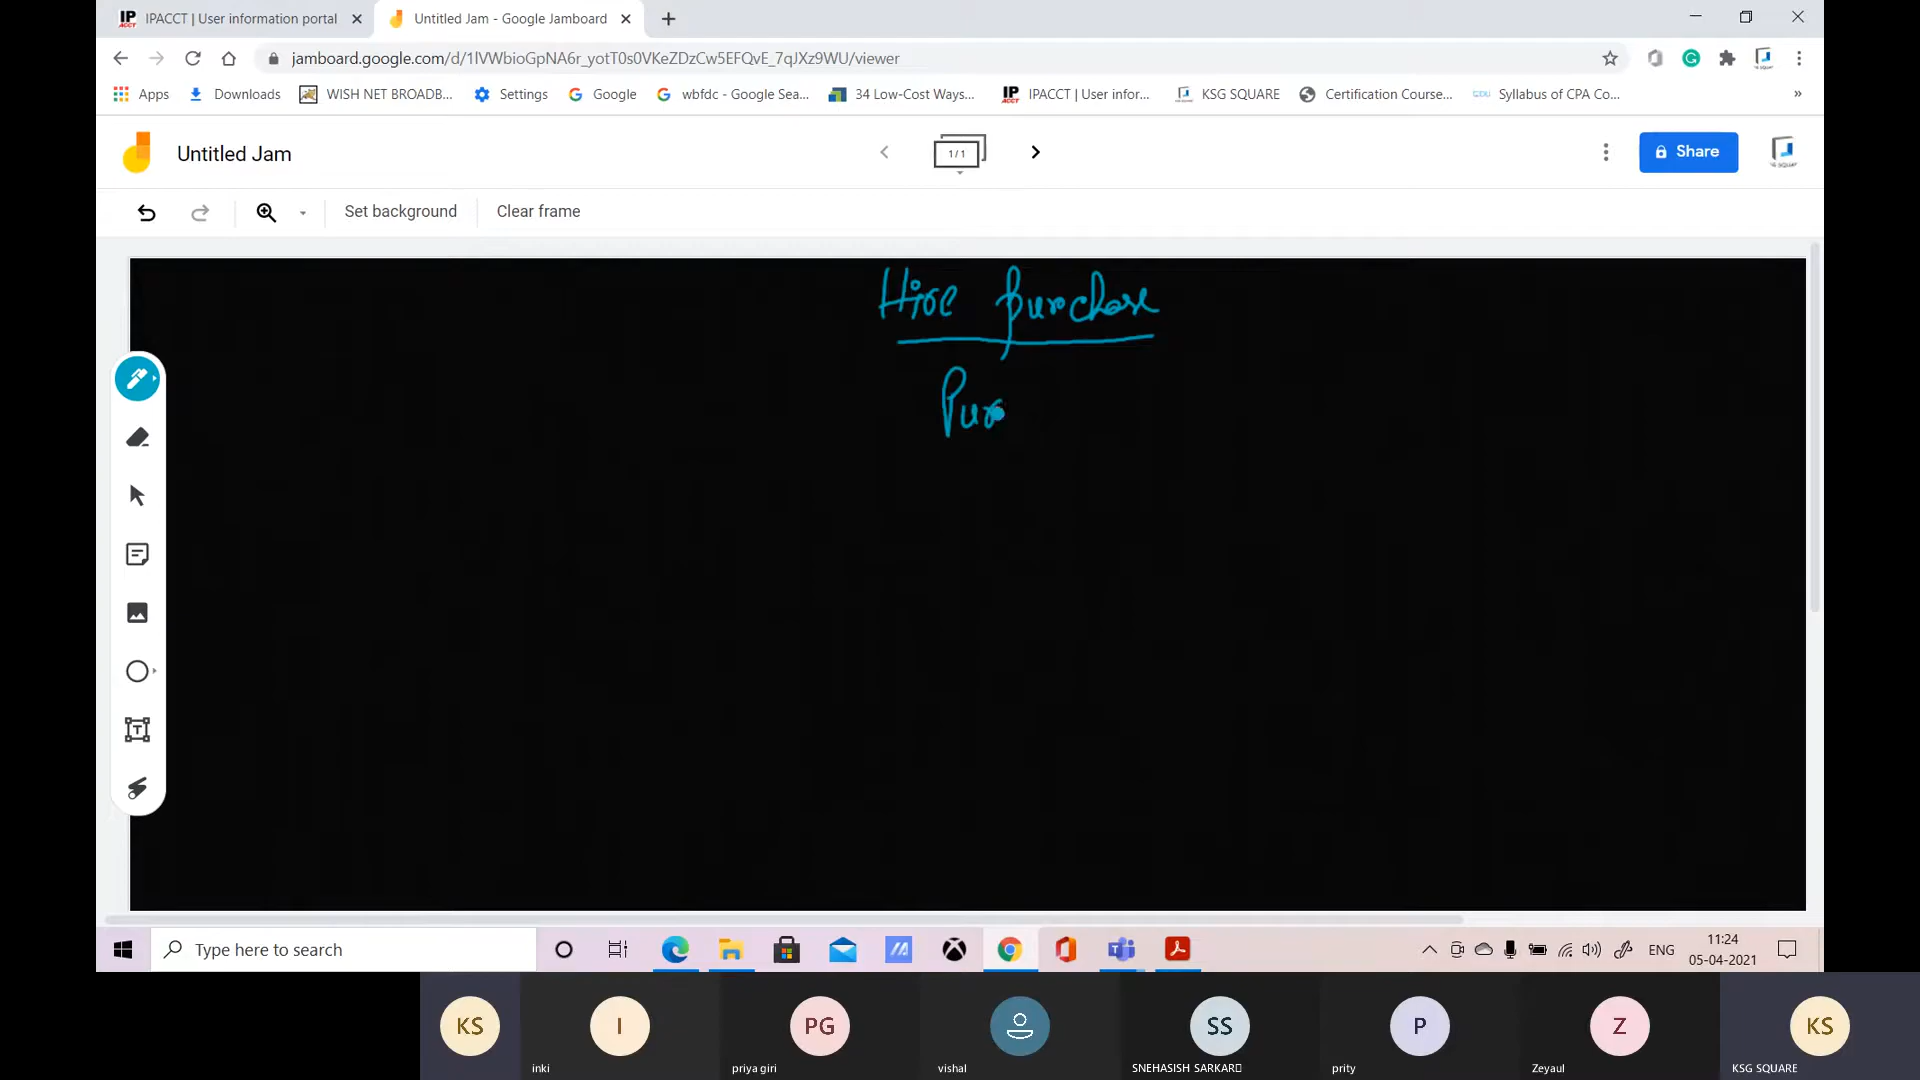 IPACCT | User information portal
Untitled Jam - Google Jamboard
jamboard.google.com/d/1lVWbioGpNA6r_yotT0s0VKeZDzCw5EFQvE_7qJXz9WU/viewer
Apps Downloads WISH NET BROADB... Settings Google wbfdc - Google Sea... 34 Low-Cost Ways... IPACCT | User infor... KSG SQUARE Certification Course... Syllabus of CPA Co... »
Untitled Jam 1/1 Share
Set background Clear frame
Hire purchase
Pur
Type here to search ENG 11:24
05-04-2021
KS I PG SS P Z KS
inki priya giri vishal SNEHASISH SARKAR prity Zeyaul KSG SQUARE